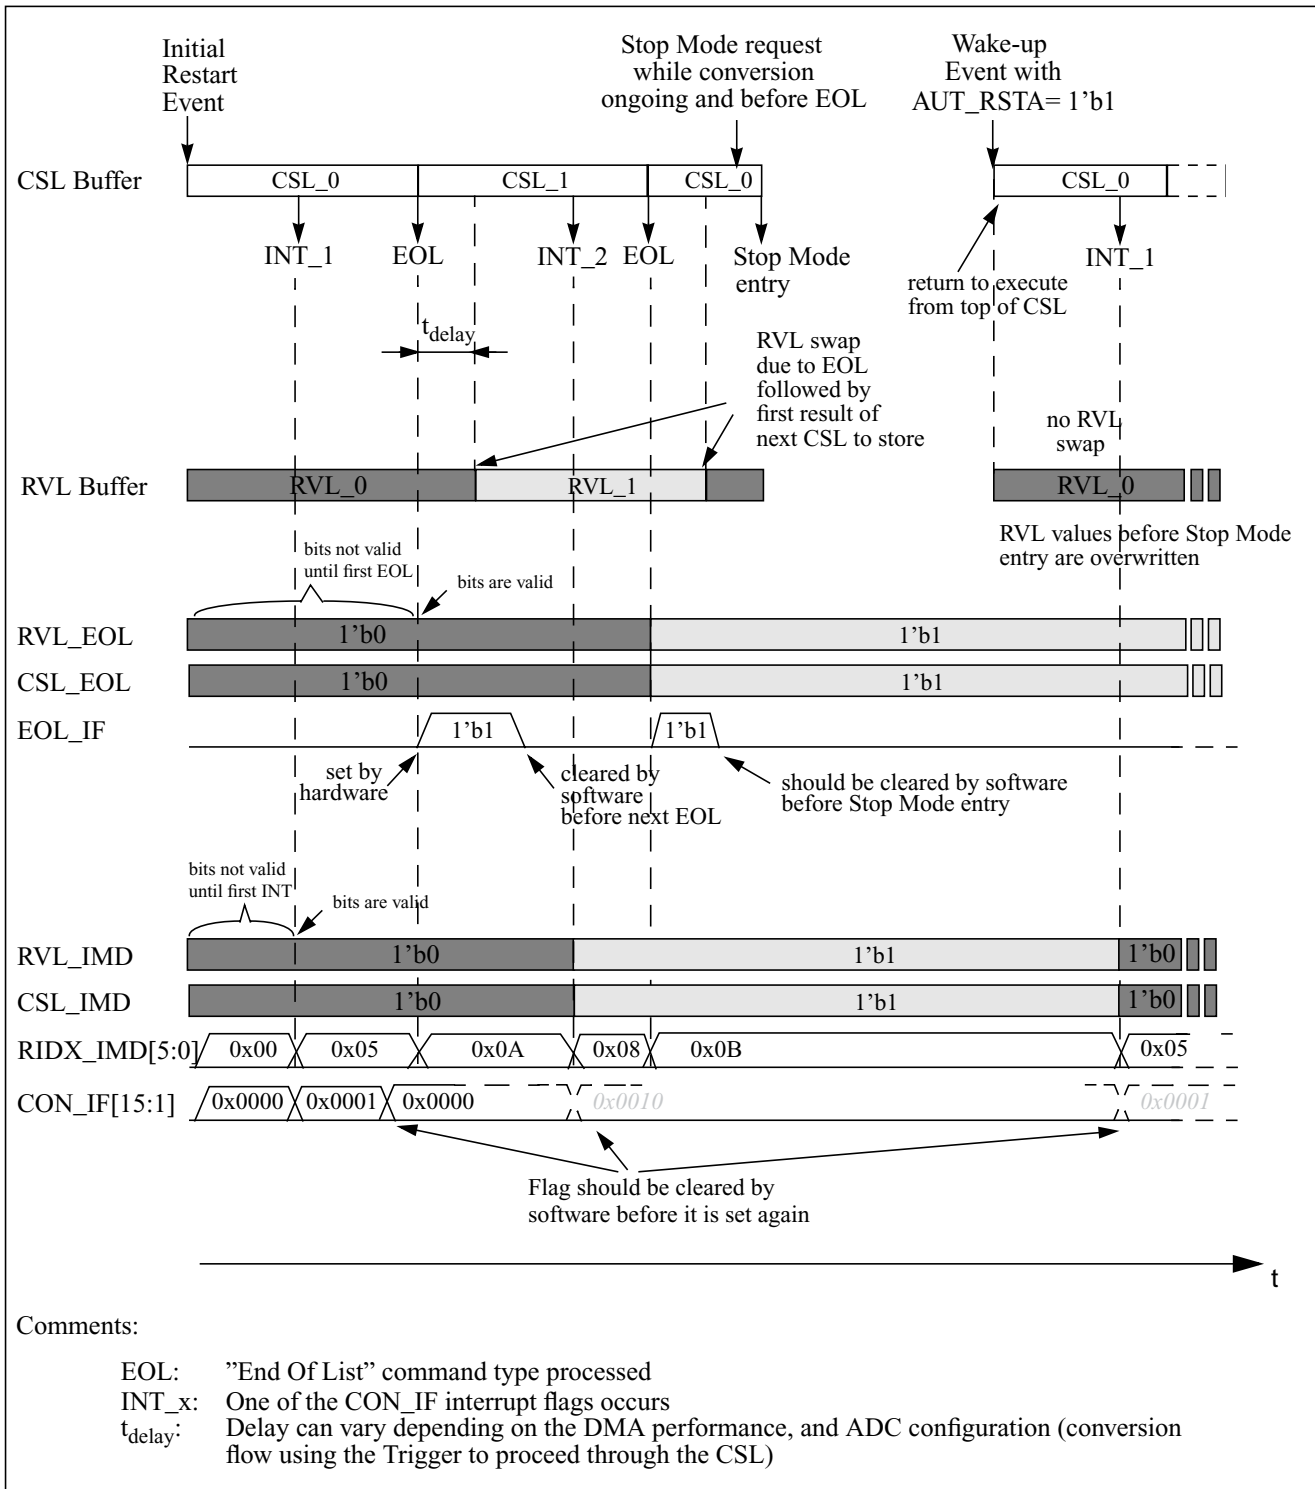 Initial
Restart
Event
Stop Mode request
while conversion
ongoing and before EOL
Wake-up
Event with
AUT_RSTA= 1’b1
CSL Buffer
CSL_0
CSL_1
CSL_0
CSL_0
INT_1
EOL
INT_2
EOL
Stop Mode
entry
INT_1
return to execute
from top of CSL
tdelay
RVL swap
due to EOL
followed by
first result of
next CSL to store
no RVL
swap
RVL Buffer
RVL_0
RVL_1
RVL_0
RVL values before Stop Mode
entry are overwritten
bits not valid
until first EOL
bits are valid
RVL_EOL
1’b0
1’b1
CSL_EOL
1’b0
1’b1
EOL_IF
1’b1
1’b1
set by
hardware
cleared by
software
before next EOL
should be cleared by software
before Stop Mode entry
bits not valid
until first INT
bits are valid
RVL_IMD
1’b0
1’b1
1’b0
CSL_IMD
1’b0
1’b1
1’b0
RIDX_IMD[5:0]
0x00
0x05
0x0A
0x08
0x0B
0x05
CON_IF[15:1]
0x0000
0x0001
0x0000
0x0010
0x0001
Flag should be cleared by
software before it is set again
t
Comments:
EOL: ”End Of List” command type processed
INT_x: One of the CON_IF interrupt flags occurs
tdelay: Delay can vary depending on the DMA performance, and ADC configuration (conversion
flow using the Trigger to proceed through the CSL)